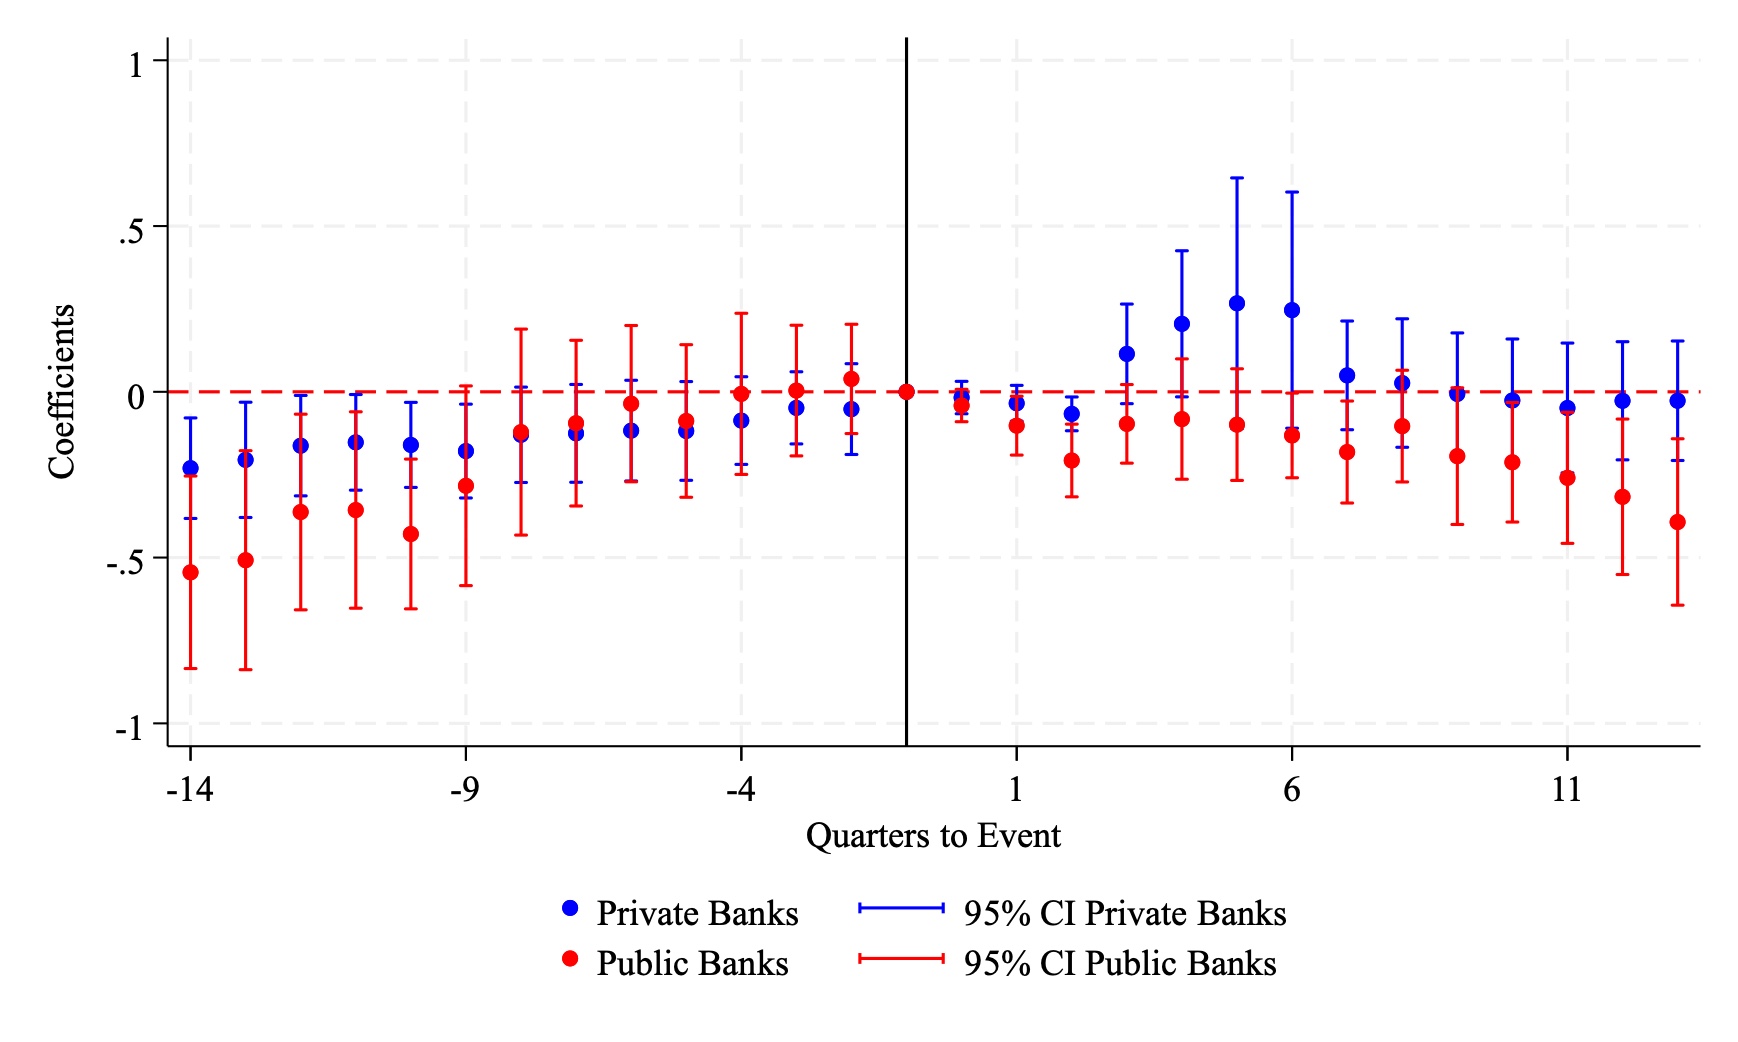 1
.5
0
-.5
-1
Coefficients
-14 -9 -4 1 6 11
Quarters to Event
Private Banks 95% CI Private Banks
Public Banks 95% CI Public Banks